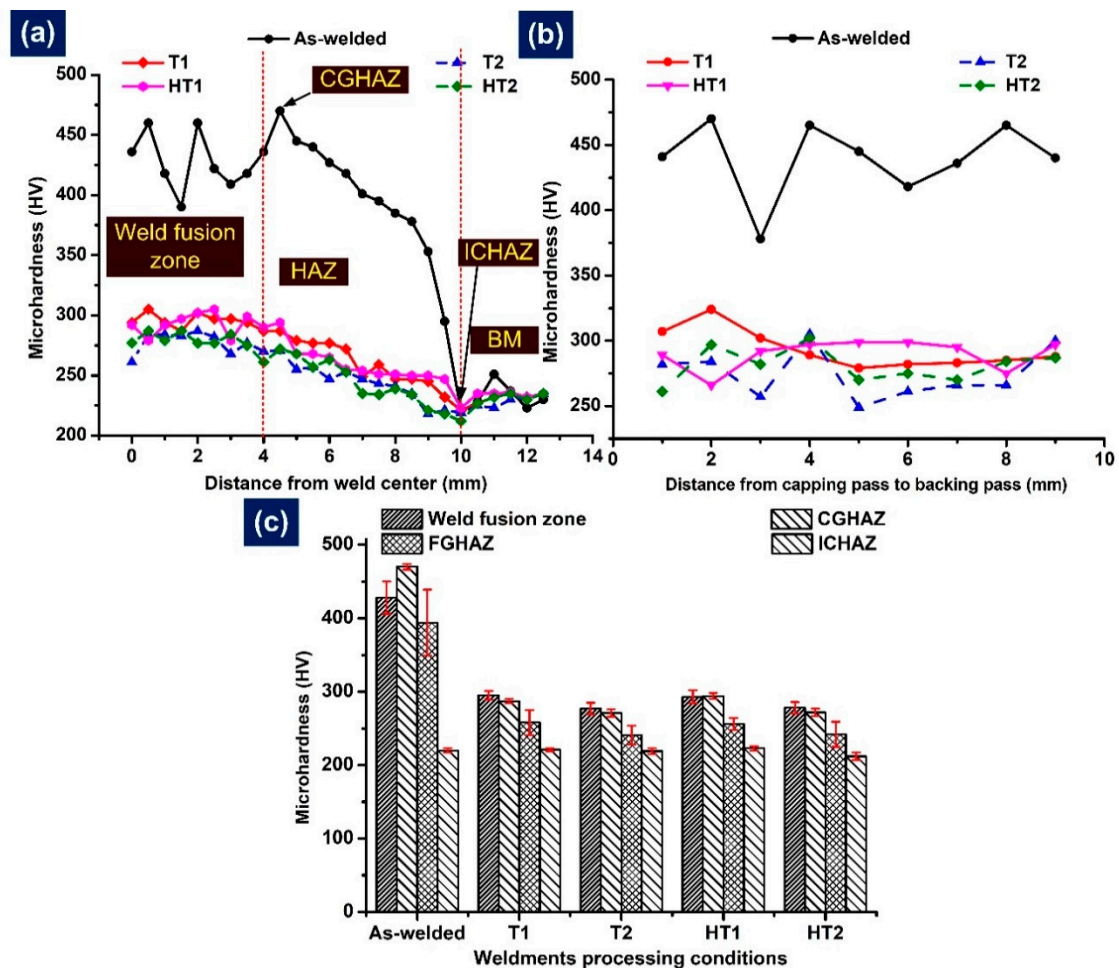 (a)
As-welded
T1
T2
HT1
HT2
CGHAZ
Weld fusion
zone
HAZ
ICHAZ
BM
500
450
400
350
300
250
200
Microhardness (HV)
0 2 4 6 8 10 12 14
Distance from weld center (mm)
(b)
As-welded
T1
T2
HT1
HT2
500
450
400
350
300
250
Microhardness (HV)
0 2 4 6 8 10
Distance from capping pass to backing pass (mm)
(c)
Weld fusion zone
CGHAZ
FGHAZ
ICHAZ
500
400
300
200
100
0
Microhardness (HV)
As-welded T1 T2 HT1 HT2
Weldments processing conditions